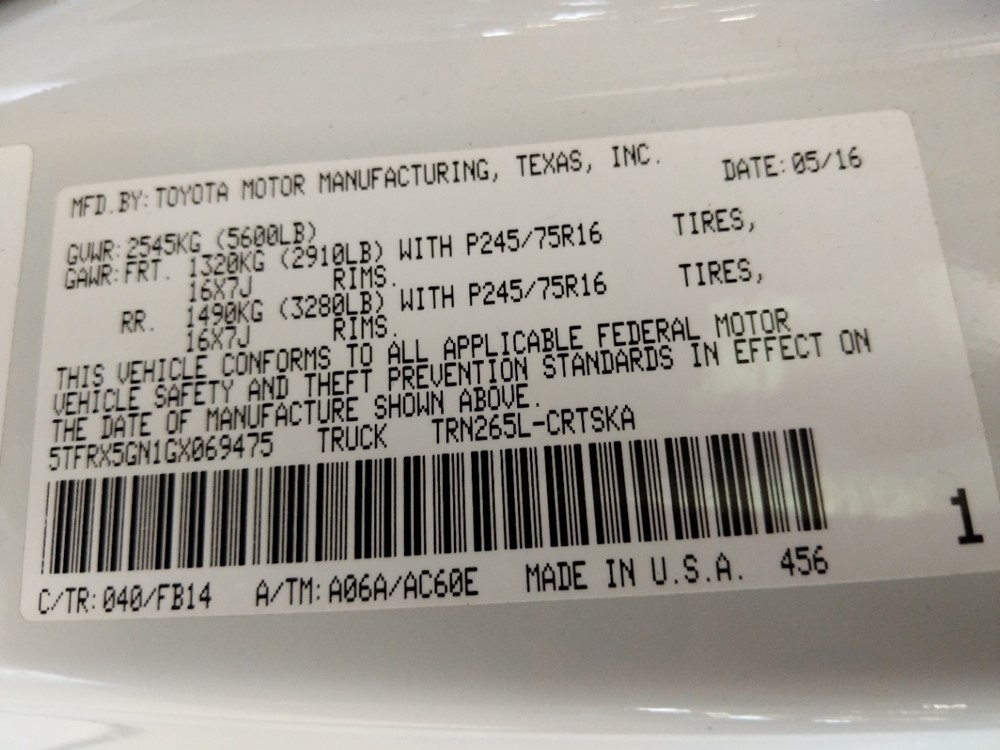 MFD.BY:TOYOTA MOTOR MANUFACTURING, TEXAS, INC. DATE:05/16
GVWR:2545KG (5600LB)
GAWR:FRT. 1320KG (2910LB) WITH P245/75R16 TIRES,
16X7J RIMS.
RR. 1490KG (3280LB) WITH P245/75R16 TIRES,
16X7J RIMS.
THIS VEHICLE CONFORMS TO ALL APPLICABLE FEDERAL MOTOR
VEHICLE SAFETY AND THEFT PREVENTION STANDARDS IN EFFECT ON
THE DATE OF MANUFACTURE SHOWN ABOVE.
5TFRX5GN1GX069475 TRUCK TRN265L-CRTSKA
1
C/TR:040/FB14 A/TM:A06A/AC60E MADE IN U.S.A. 456